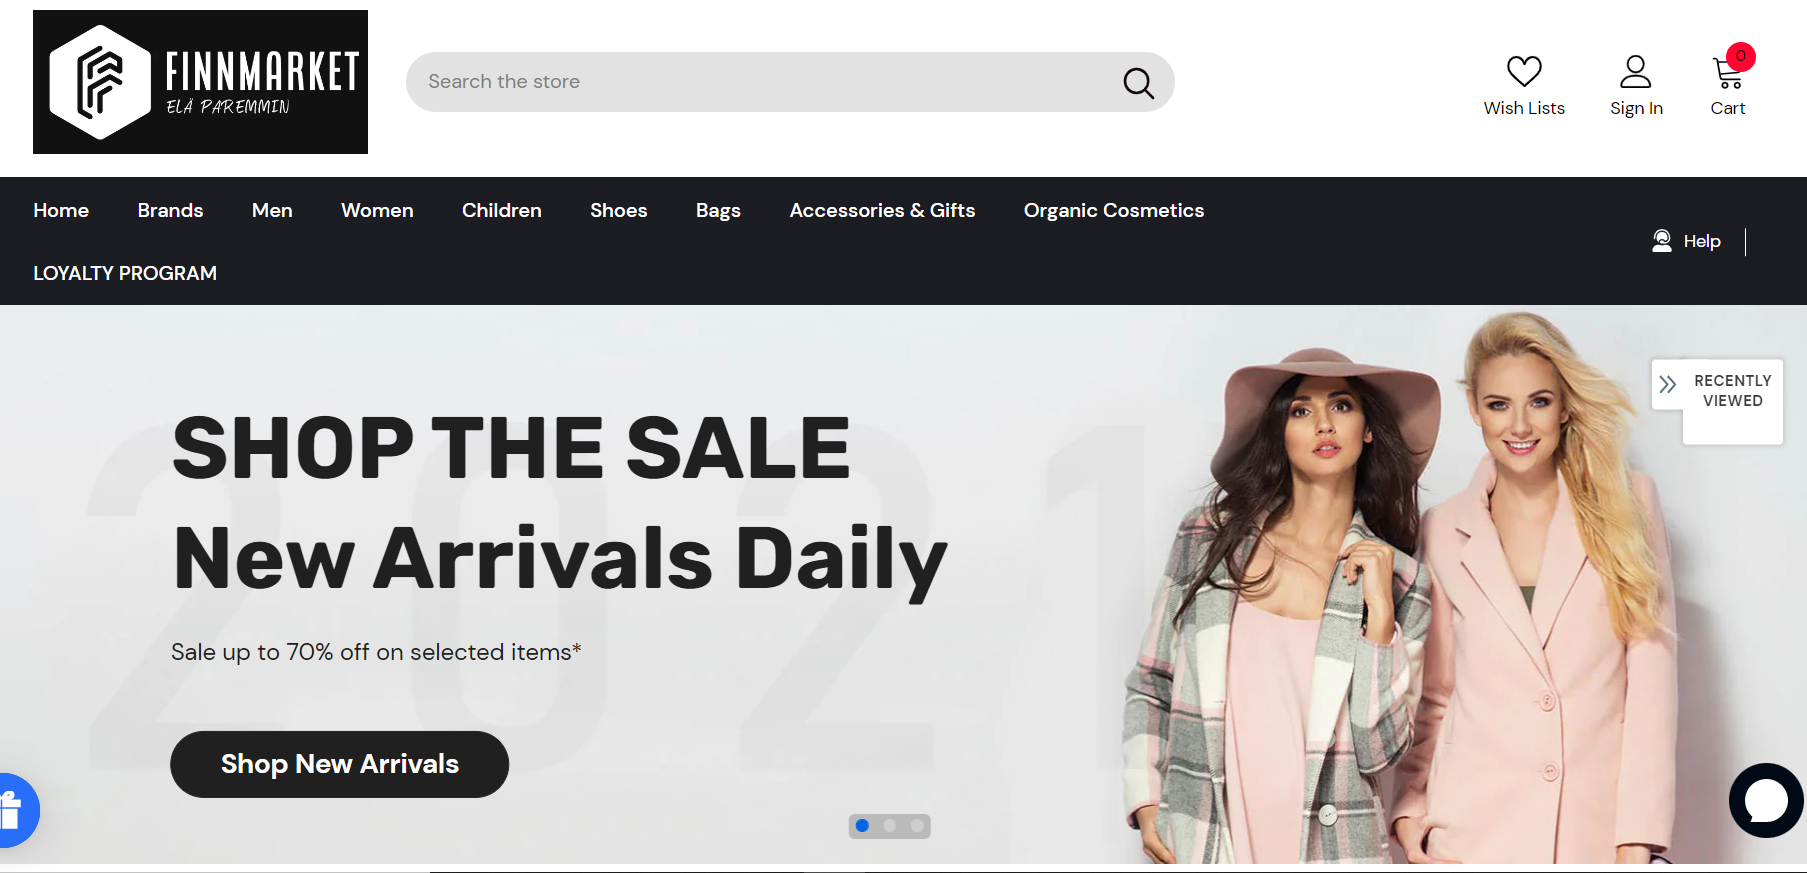 FINNMARKET
ELÄ PAREMMIN
Search the store
Wish Lists
Sign In
0
Cart
Home
Brands
Men
Women
Children
Shoes
Bags
Accessories & Gifts
Organic Cosmetics
LOYALTY PROGRAM
Help
2021
SHOP THE SALE
New Arrivals Daily
Sale up to 70% off on selected items*
Shop New Arrivals
RECENTLY
VIEWED